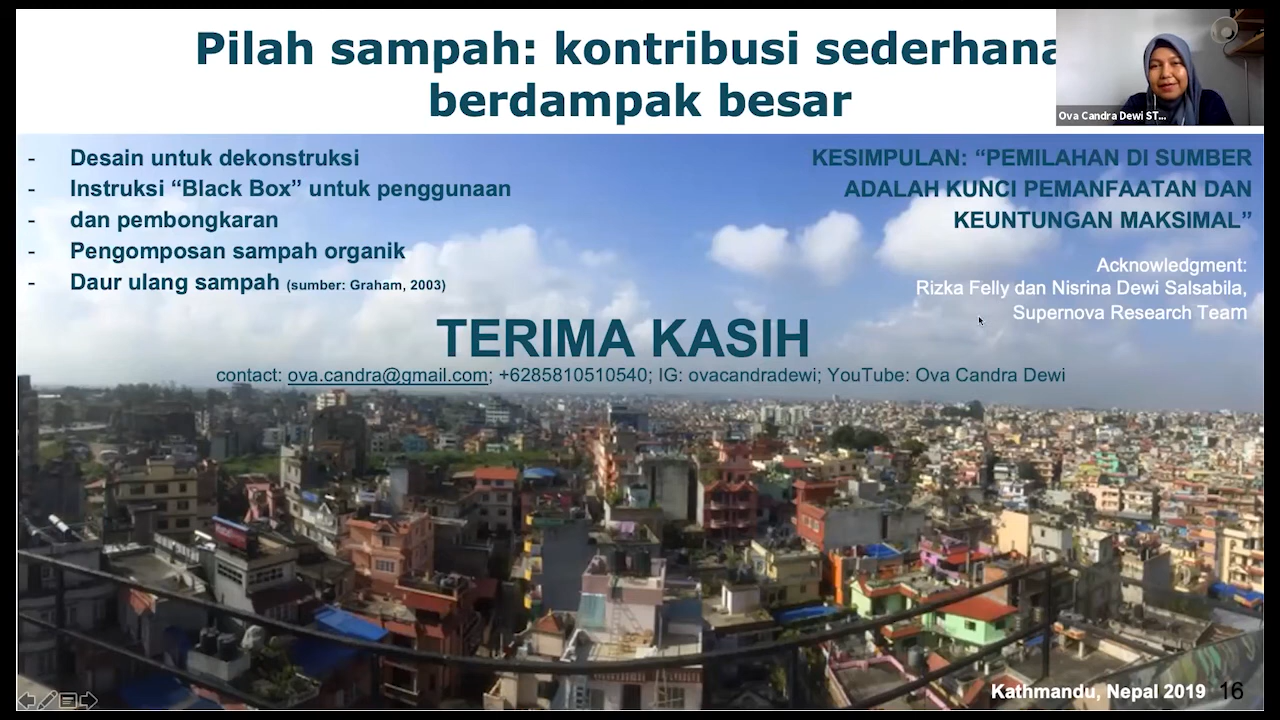 Pilah sampah: kontribusi sederhana
berdampak besar
Ova Candra Dewi ST...
- Desain untuk dekonstruksi
- Instruksi “Black Box” untuk penggunaan
- dan pembongkaran
- Pengomposan sampah organik
- Daur ulang sampah (sumber: Graham, 2003)
KESIMPULAN: “PEMILAHAN DI SUMBER
ADALAH KUNCI PEMANFAATAN DAN
KEUNTUNGAN MAKSIMAL”
Acknowledgment:
Rizka Felly dan Nisrina Dewi Salsabila,
Supernova Research Team
TERIMA KASIH
contact: ova.candra@gmail.com; +6285810510540; IG: ovacandradewi; YouTube: Ova Candra Dewi
Kathmandu, Nepal 2019 16